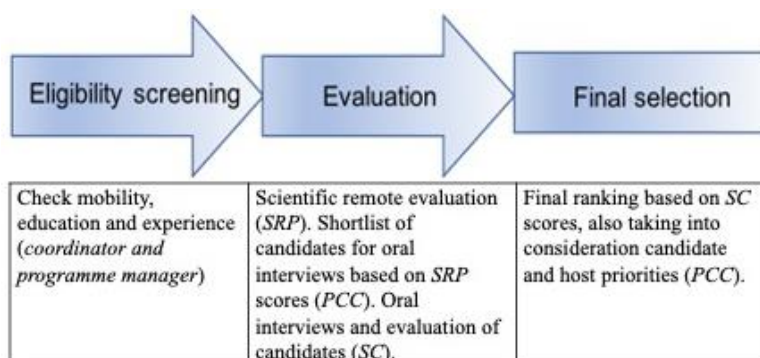 Eligibility screening
Evaluation
Final selection
Check mobility,
education and experience
(coordinator and
programme manager)
Scientific remote evaluation
(SRP). Shortlist of
candidates for oral
interviews based on SRP
scores (PCC). Oral
interviews and evaluation of
candidates (SC).
Final ranking based on SC
scores, also taking into
consideration candidate
and host priorities (PCC).